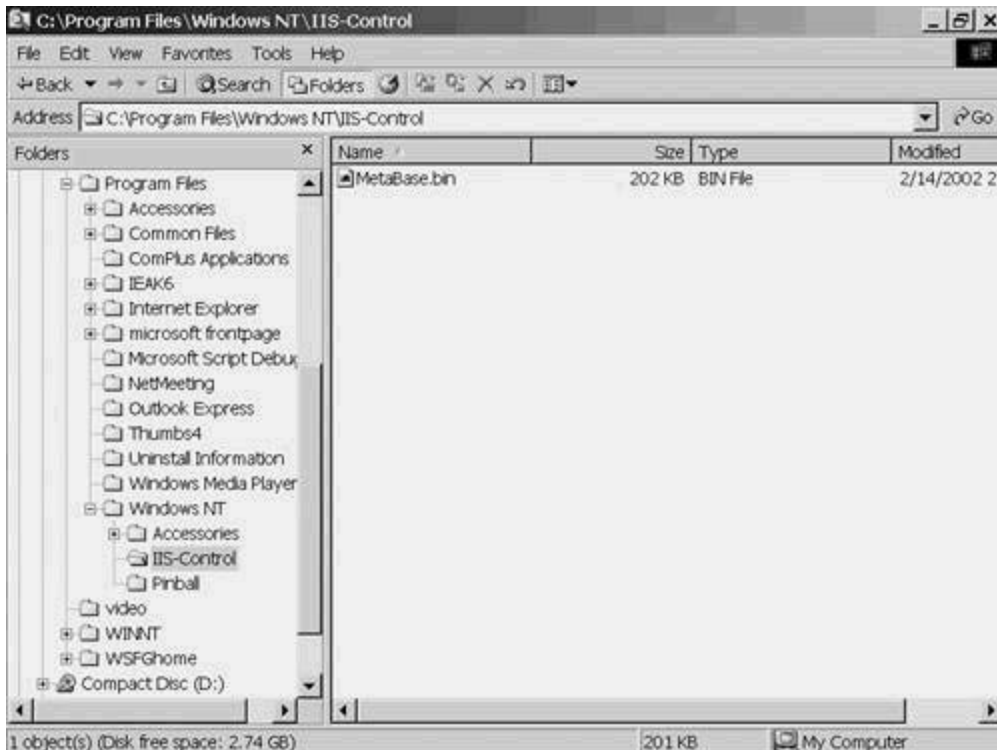 C:\Program Files\Windows NT\IIS-Control
File Edit View Favorites Tools Help
Back Search Folders
Address C:\Program Files\Windows NT\IIS-Control Go
Folders
Name Size Type Modified
MetaBase.bin 202 KB BIN File 2/14/2002 2
Program Files
Accessories
Common Files
ComPlus Applications
IEAK6
Internet Explorer
microsoft frontpage
Microsoft Script Debug
NetMeeting
Outlook Express
Thumbs4
Uninstall Information
Windows Media Player
Windows NT
Accessories
IIS-Control
Pinball
video
WINNT
WSFGhome
Compact Disc (D:)
1 object(s) (Disk free space: 2.74 GB) 201 KB My Computer